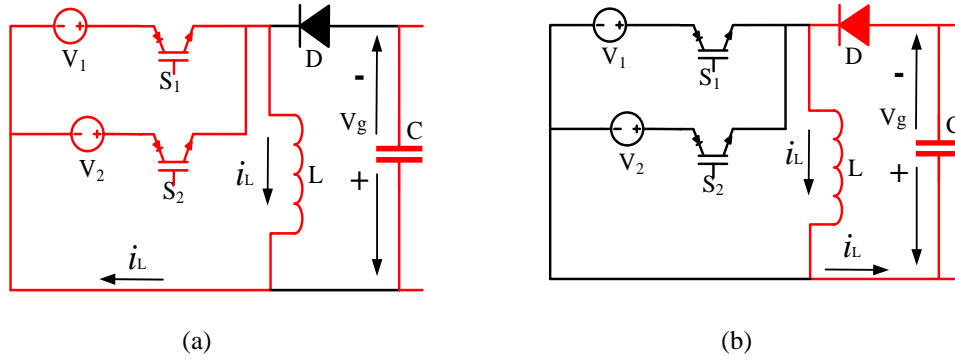 - +
V1
S1
D
-
Vg
C
+
- +
V2
S2
iL
L
iL
(a)
- +
V1
S1
D
-
Vg
C
+
- +
V2
S2
iL
L
iL
(b)